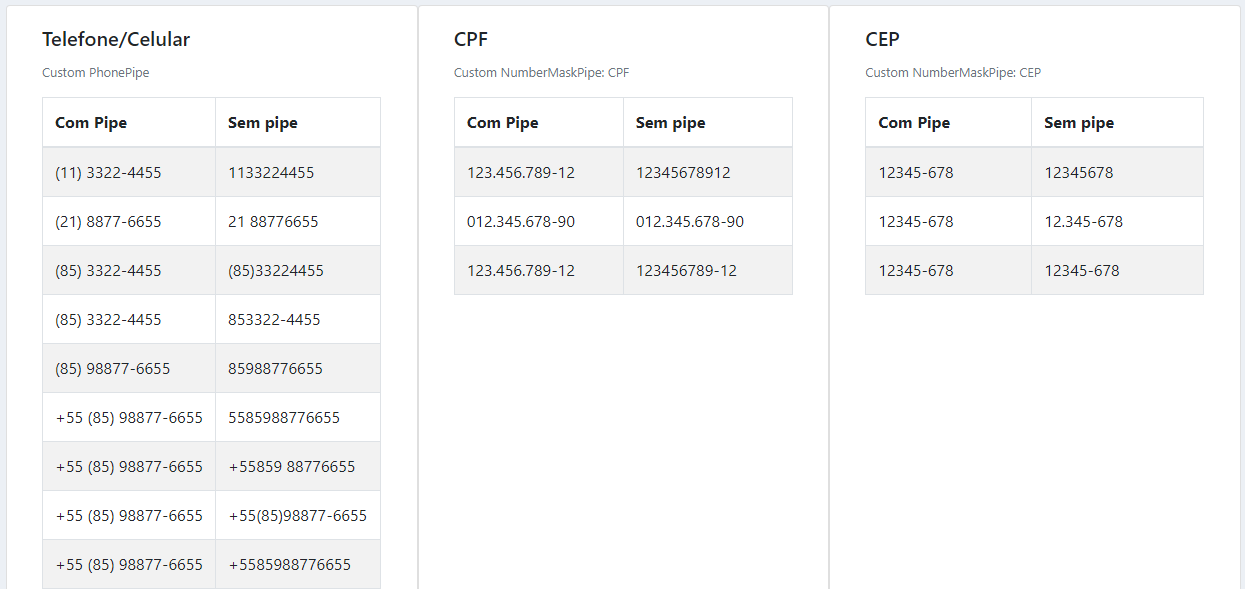 Telefone/Celular
Custom PhonePipe
Com Pipe Sem pipe
(11) 3322-4455 1133224455
(21) 8877-6655 21 88776655
(85) 3322-4455 (85)33224455
(85) 3322-4455 853322-4455
(85) 98877-6655 85988776655
+55 (85) 98877-6655 5585988776655
+55 (85) 98877-6655 +55859 88776655
+55 (85) 98877-6655 +55(85)98877-6655
+55 (85) 98877-6655 +5585988776655
CPF
Custom NumberMaskPipe: CPF
Com Pipe Sem pipe
123.456.789-12 12345678912
012.345.678-90 012.345.678-90
123.456.789-12 123456789-12
CEP
Custom NumberMaskPipe: CEP
Com Pipe Sem pipe
12345-678 12345678
12345-678 12.345-678
12345-678 12345-678